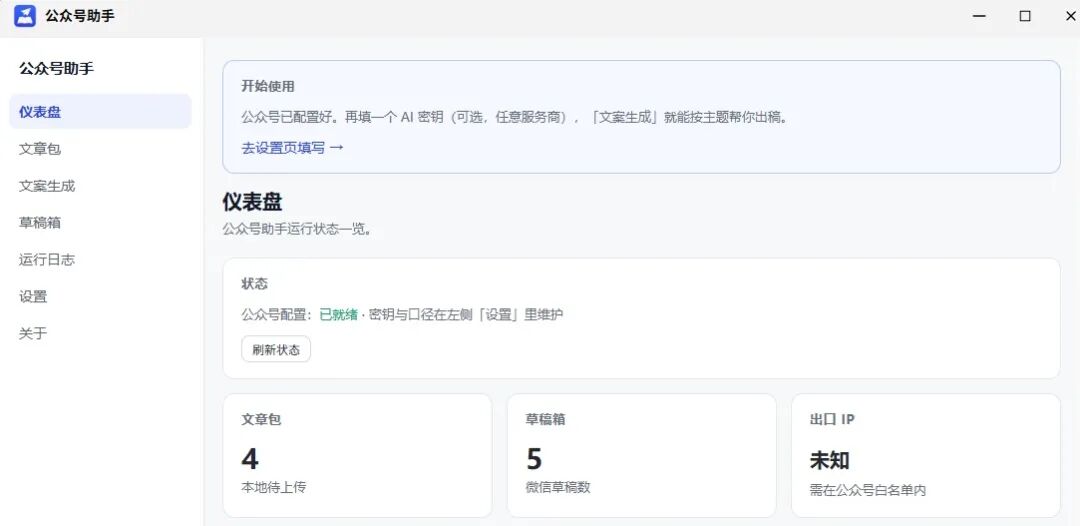 公众号助手
公众号助手
仪表盘
文章包
文案生成
草稿箱
运行日志
设置
关于
开始使用
公众号已配置好。再填一个 AI 密钥（可选，任意服务商），「文案生成」就能按主题帮你出稿。
去设置页填写 →
仪表盘
公众号助手运行状态一览。
状态
公众号配置：已就绪 · 密钥与口径在左侧「设置」里维护
刷新状态
文章包
4
本地待上传
草稿箱
5
微信草稿数
出口 IP
未知
需在公众号白名单内